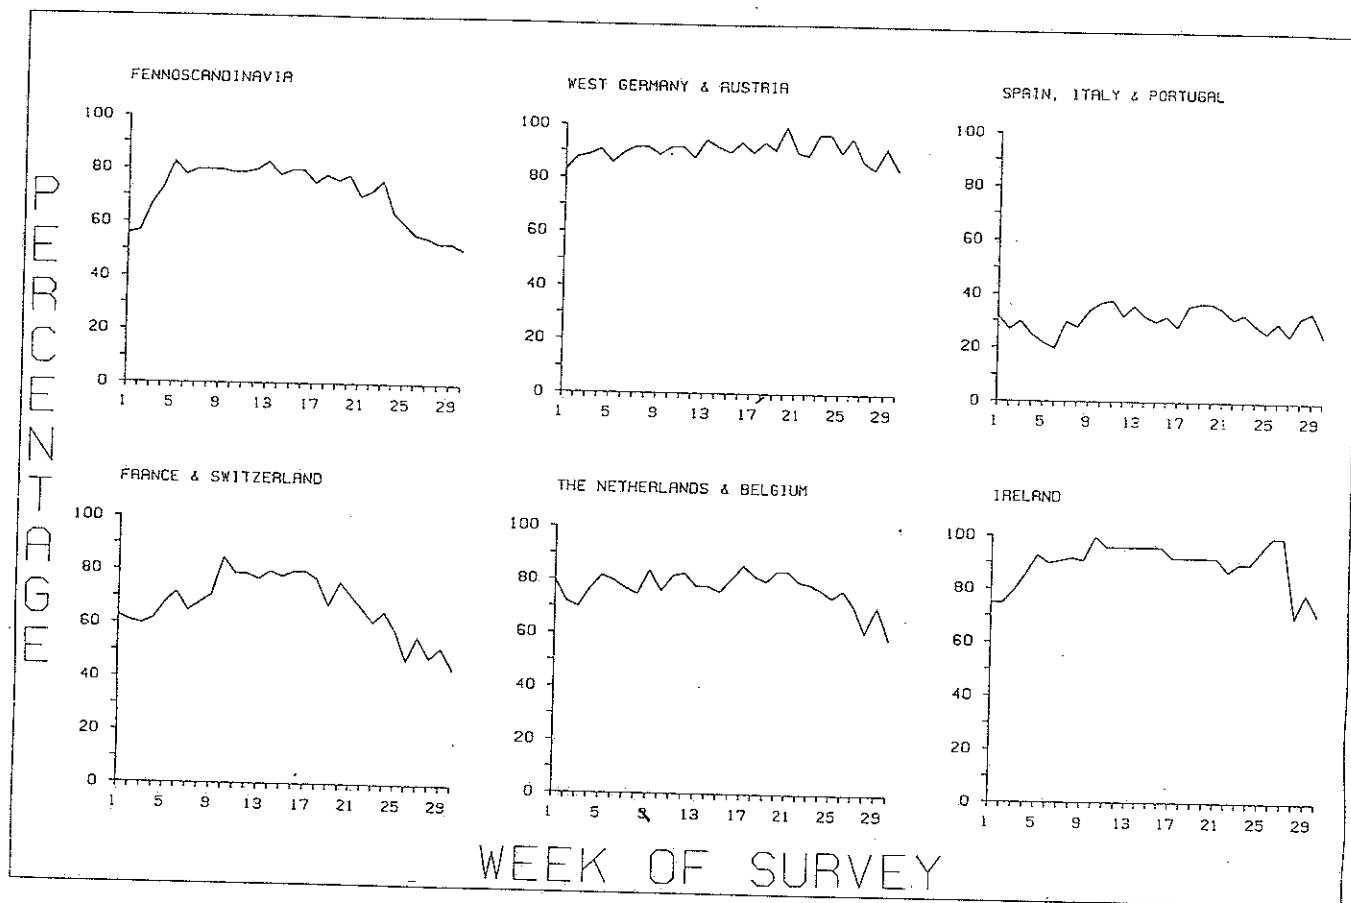 PERCENTAGE
FENNOSCANDINAVIA
100
80
60
40
20
0
1 5 9 13 17 21 25 29
WEST GERMANY & AUSTRIA
100
80
60
40
20
0
1 5 9 13 17 21 25 29
SPAIN, ITALY & PORTUGAL
100
80
60
40
20
0
1 5 9 13 17 21 25 29
FRANCE & SWITZERLAND
100
80
60
40
20
0
1 5 9 13 17 21 25 29
THE NETHERLANDS & BELGIUM
100
80
60
40
20
0
1 5 9 13 17 21 25 29
IRELAND
100
80
60
40
20
0
1 5 9 13 17 21 25 29
WEEK OF SURVEY